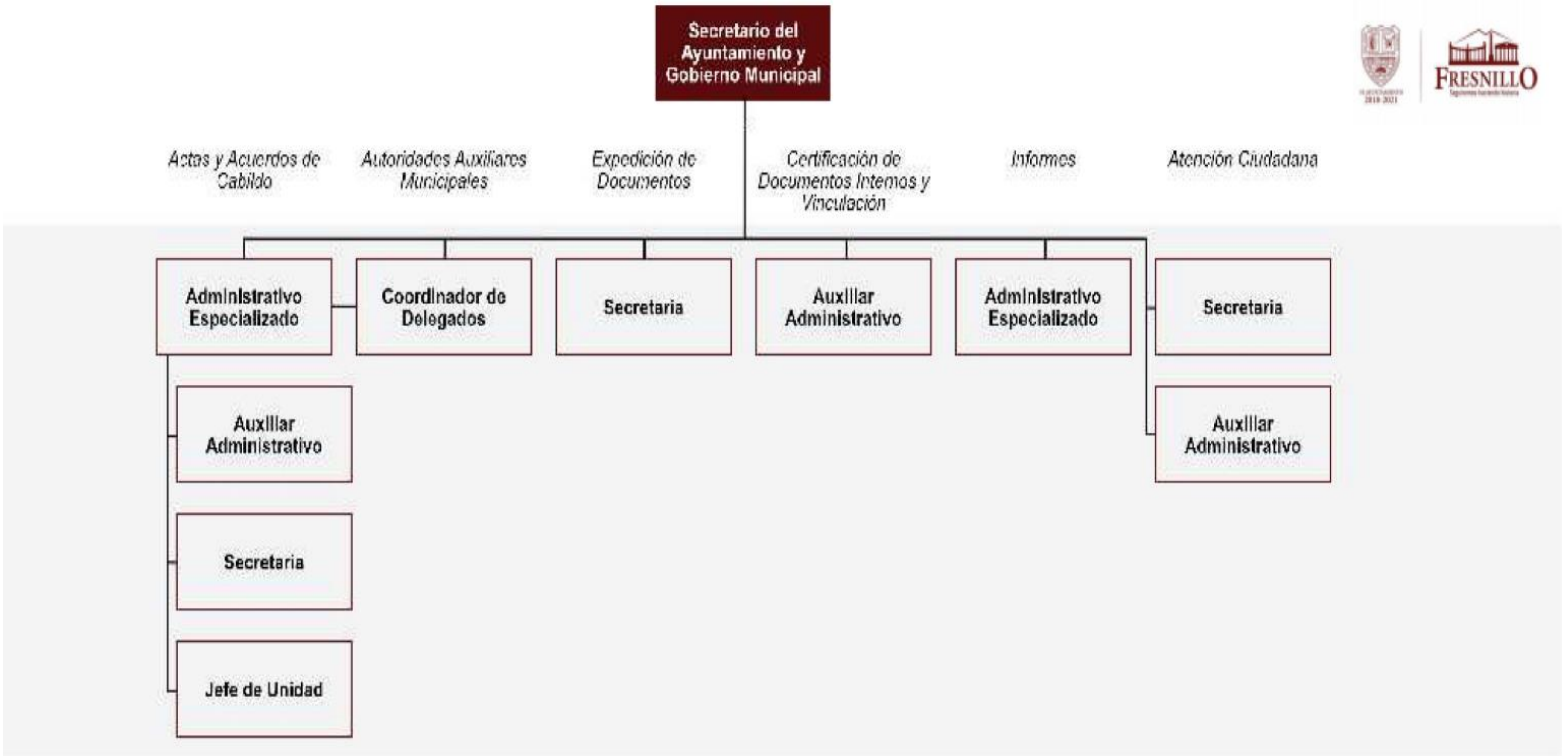 Secretario del
Ayuntamiento y
Gobierno Municipal
2018-2021
FRESNILLO
Actas y Acuerdos de
Cabildo
Autoridades Auxiliares
Municipales
Expedición de
Documentos
Certificación de
Documentos Internos y
Vinculación
Informes
Atención Ciudadana
Administrativo
Especializado
Coordinador de
Delegados
Secretaria
Auxiliar
Administrativo
Administrativo
Especializado
Secretaria
Auxiliar
Administrativo
Auxiliar
Administrativo
Secretaria
Jefe de Unidad